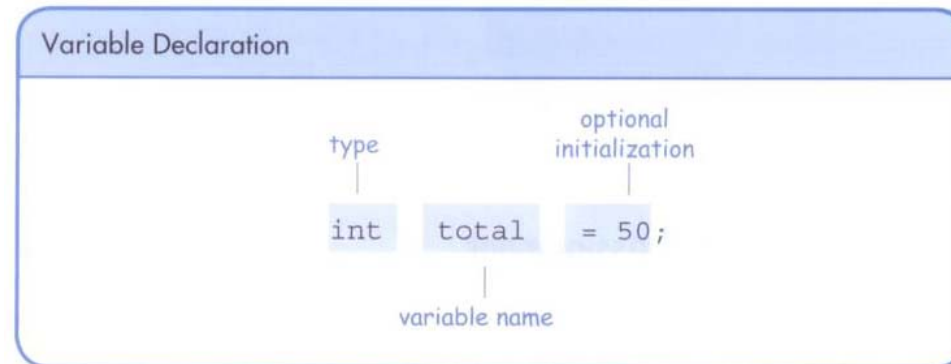 Variable Declaration
type
optional
initialization
int total = 50;
variable name